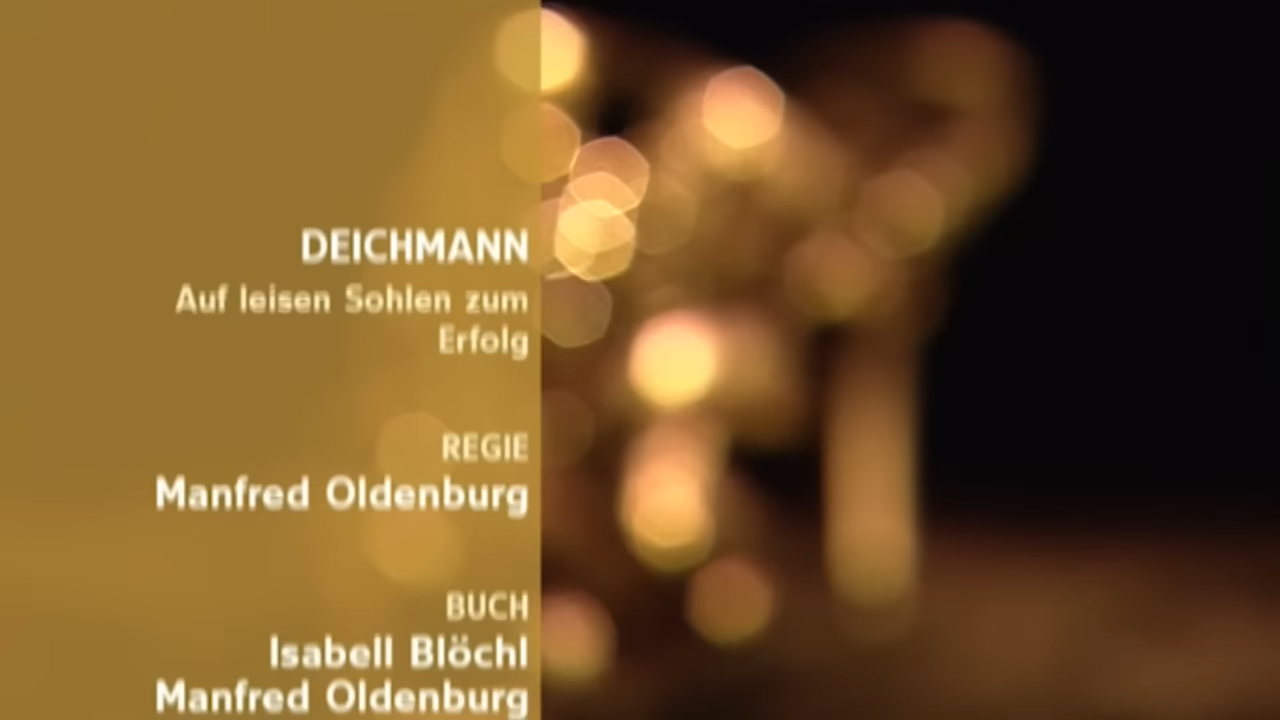 DEICHMANN
Auf leisen Sohlen zum
Erfolg
REGIE
Manfred Oldenburg
BUCH
Isabell Blöchl
Manfred Oldenburg